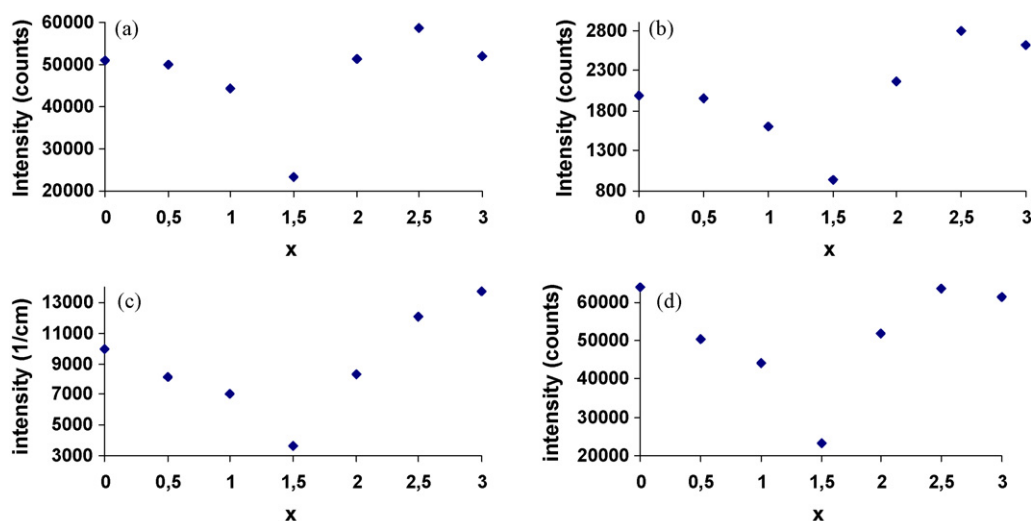 (a)
Intensity (counts)
60000
50000
40000
30000
20000
0 0,5 1 1,5 2 2,5 3
x
(b)
Intensity (counts)
2800
2300
1800
1300
800
0 0,5 1 1,5 2 2,5 3
x
(c)
intensity (1/cm)
13000
11000
9000
7000
5000
3000
0 0,5 1 1,5 2 2,5 3
x
(d)
intensity (counts)
60000
50000
40000
30000
20000
0 0,5 1 1,5 2 2,5 3
x